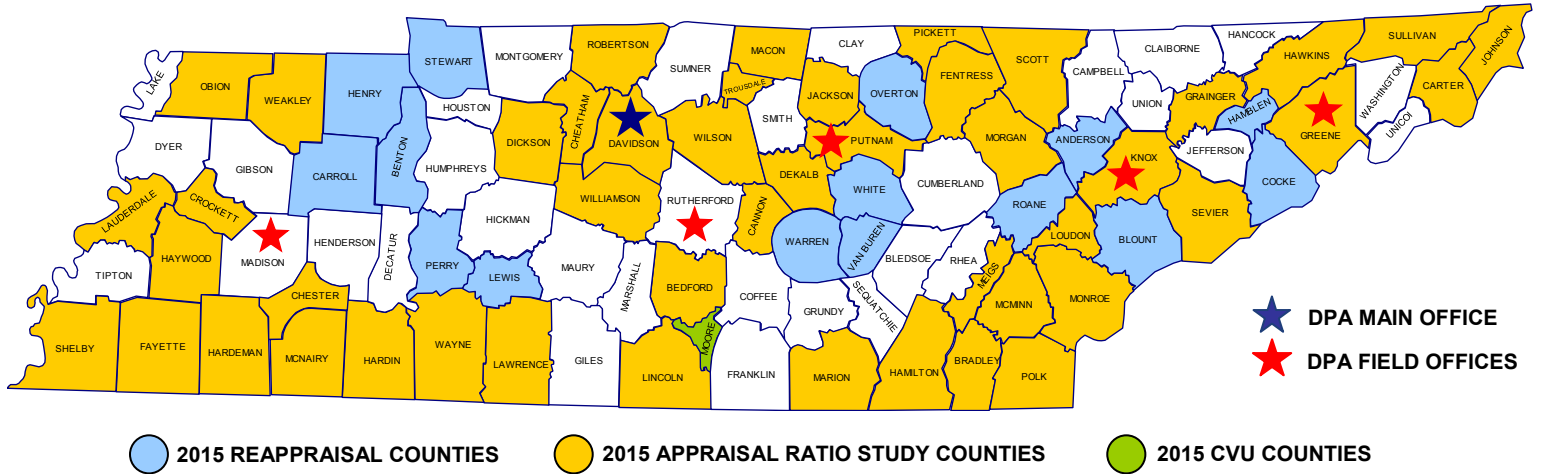 LAKE
OBION
WEAKLEY
HENRY
STEWART
MONTGOMERY
ROBERTSON
SUMNER
MACON
TROUSDALE
CLAY
PICKETT
FENTRESS
SCOTT
CAMPBELL
CLAIBORNE
HANCOCK
HAWKINS
SULLIVAN
JOHNSON
CARTER
WASHINGTON
UNICOI
GREENE
HAMBLEN
GRAINGER
UNION
ANDERSON
KNOX
JEFFERSON
COCKE
SEVIER
BLOUNT
LOUDON
ROANE
MORGAN
CUMBERLAND
OVERTON
JACKSON
PUTNAM
SMITH
WILSON
DAVIDSON
CHEATHAM
DICKSON
HOUSTON
HUMPHREYS
BENTON
CARROLL
GIBSON
DYER
LAUDERDALE
CROCKETT
HAYWOOD
TIPTON
MADISON
HENDERSON
DECATUR
PERRY
HICKMAN
LEWIS
WILLIAMSON
MAURY
MARSHALL
RUTHERFORD
CANNON
DEKALB
WHITE
WARREN
VAN BUREN
BLEDSOE
RHEA
MEIGS
MCMINN
MONROE
POLK
BRADLEY
HAMILTON
SEQUATCHIE
MARION
GRUNDY
COFFEE
FRANKLIN
MOORE
BEDFORD
LINCOLN
GILES
LAWRENCE
WAYNE
HARDIN
CHESTER
MCNAIRY
HARDEMAN
FAYETTE
SHELBY
DPA MAIN OFFICE
DPA FIELD OFFICES
2015 REAPPRAISAL COUNTIES
2015 APPRAISAL RATIO STUDY COUNTIES
2015 CVU COUNTIES